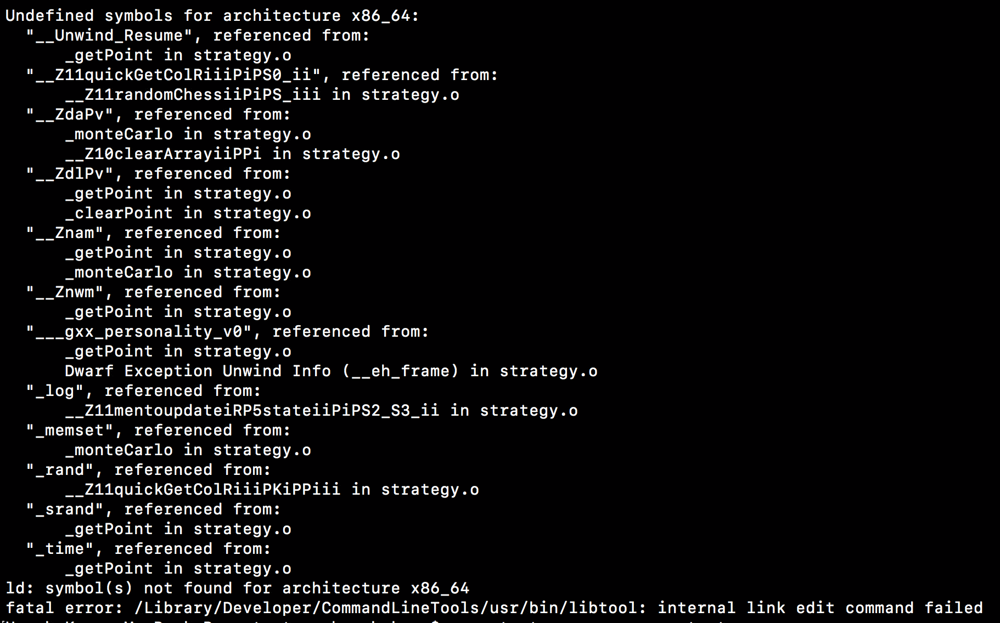 Undefined symbols for architecture x86_64:
"__Unwind_Resume", referenced from:
_getPoint in strategy.o
"__Z11quickGetColRiiiPiPS0_ii", referenced from:
__Z11randomChessiiPiPS_iii in strategy.o
"__ZdaPv", referenced from:
_monteCarlo in strategy.o
__Z10clearArrayiiPPi in strategy.o
"__ZdlPv", referenced from:
_getPoint in strategy.o
_clearPoint in strategy.o
"__Znam", referenced from:
_getPoint in strategy.o
_monteCarlo in strategy.o
"__Znwm", referenced from:
_getPoint in strategy.o
"___gxx_personality_v0", referenced from:
_getPoint in strategy.o
Dwarf Exception Unwind Info (__eh_frame) in strategy.o
"_log", referenced from:
__Z11mentoupdateiRP5stateiiPiPS2_S3_ii in strategy.o
"_memset", referenced from:
_monteCarlo in strategy.o
"_rand", referenced from:
__Z11quickGetColRiiiPKiPPiii in strategy.o
"_srand", referenced from:
_getPoint in strategy.o
"_time", referenced from:
_getPoint in strategy.o
ld: symbol(s) not found for architecture x86_64
fatal error: /Library/Developer/CommandLineTools/usr/bin/libtool: internal link edit command failed